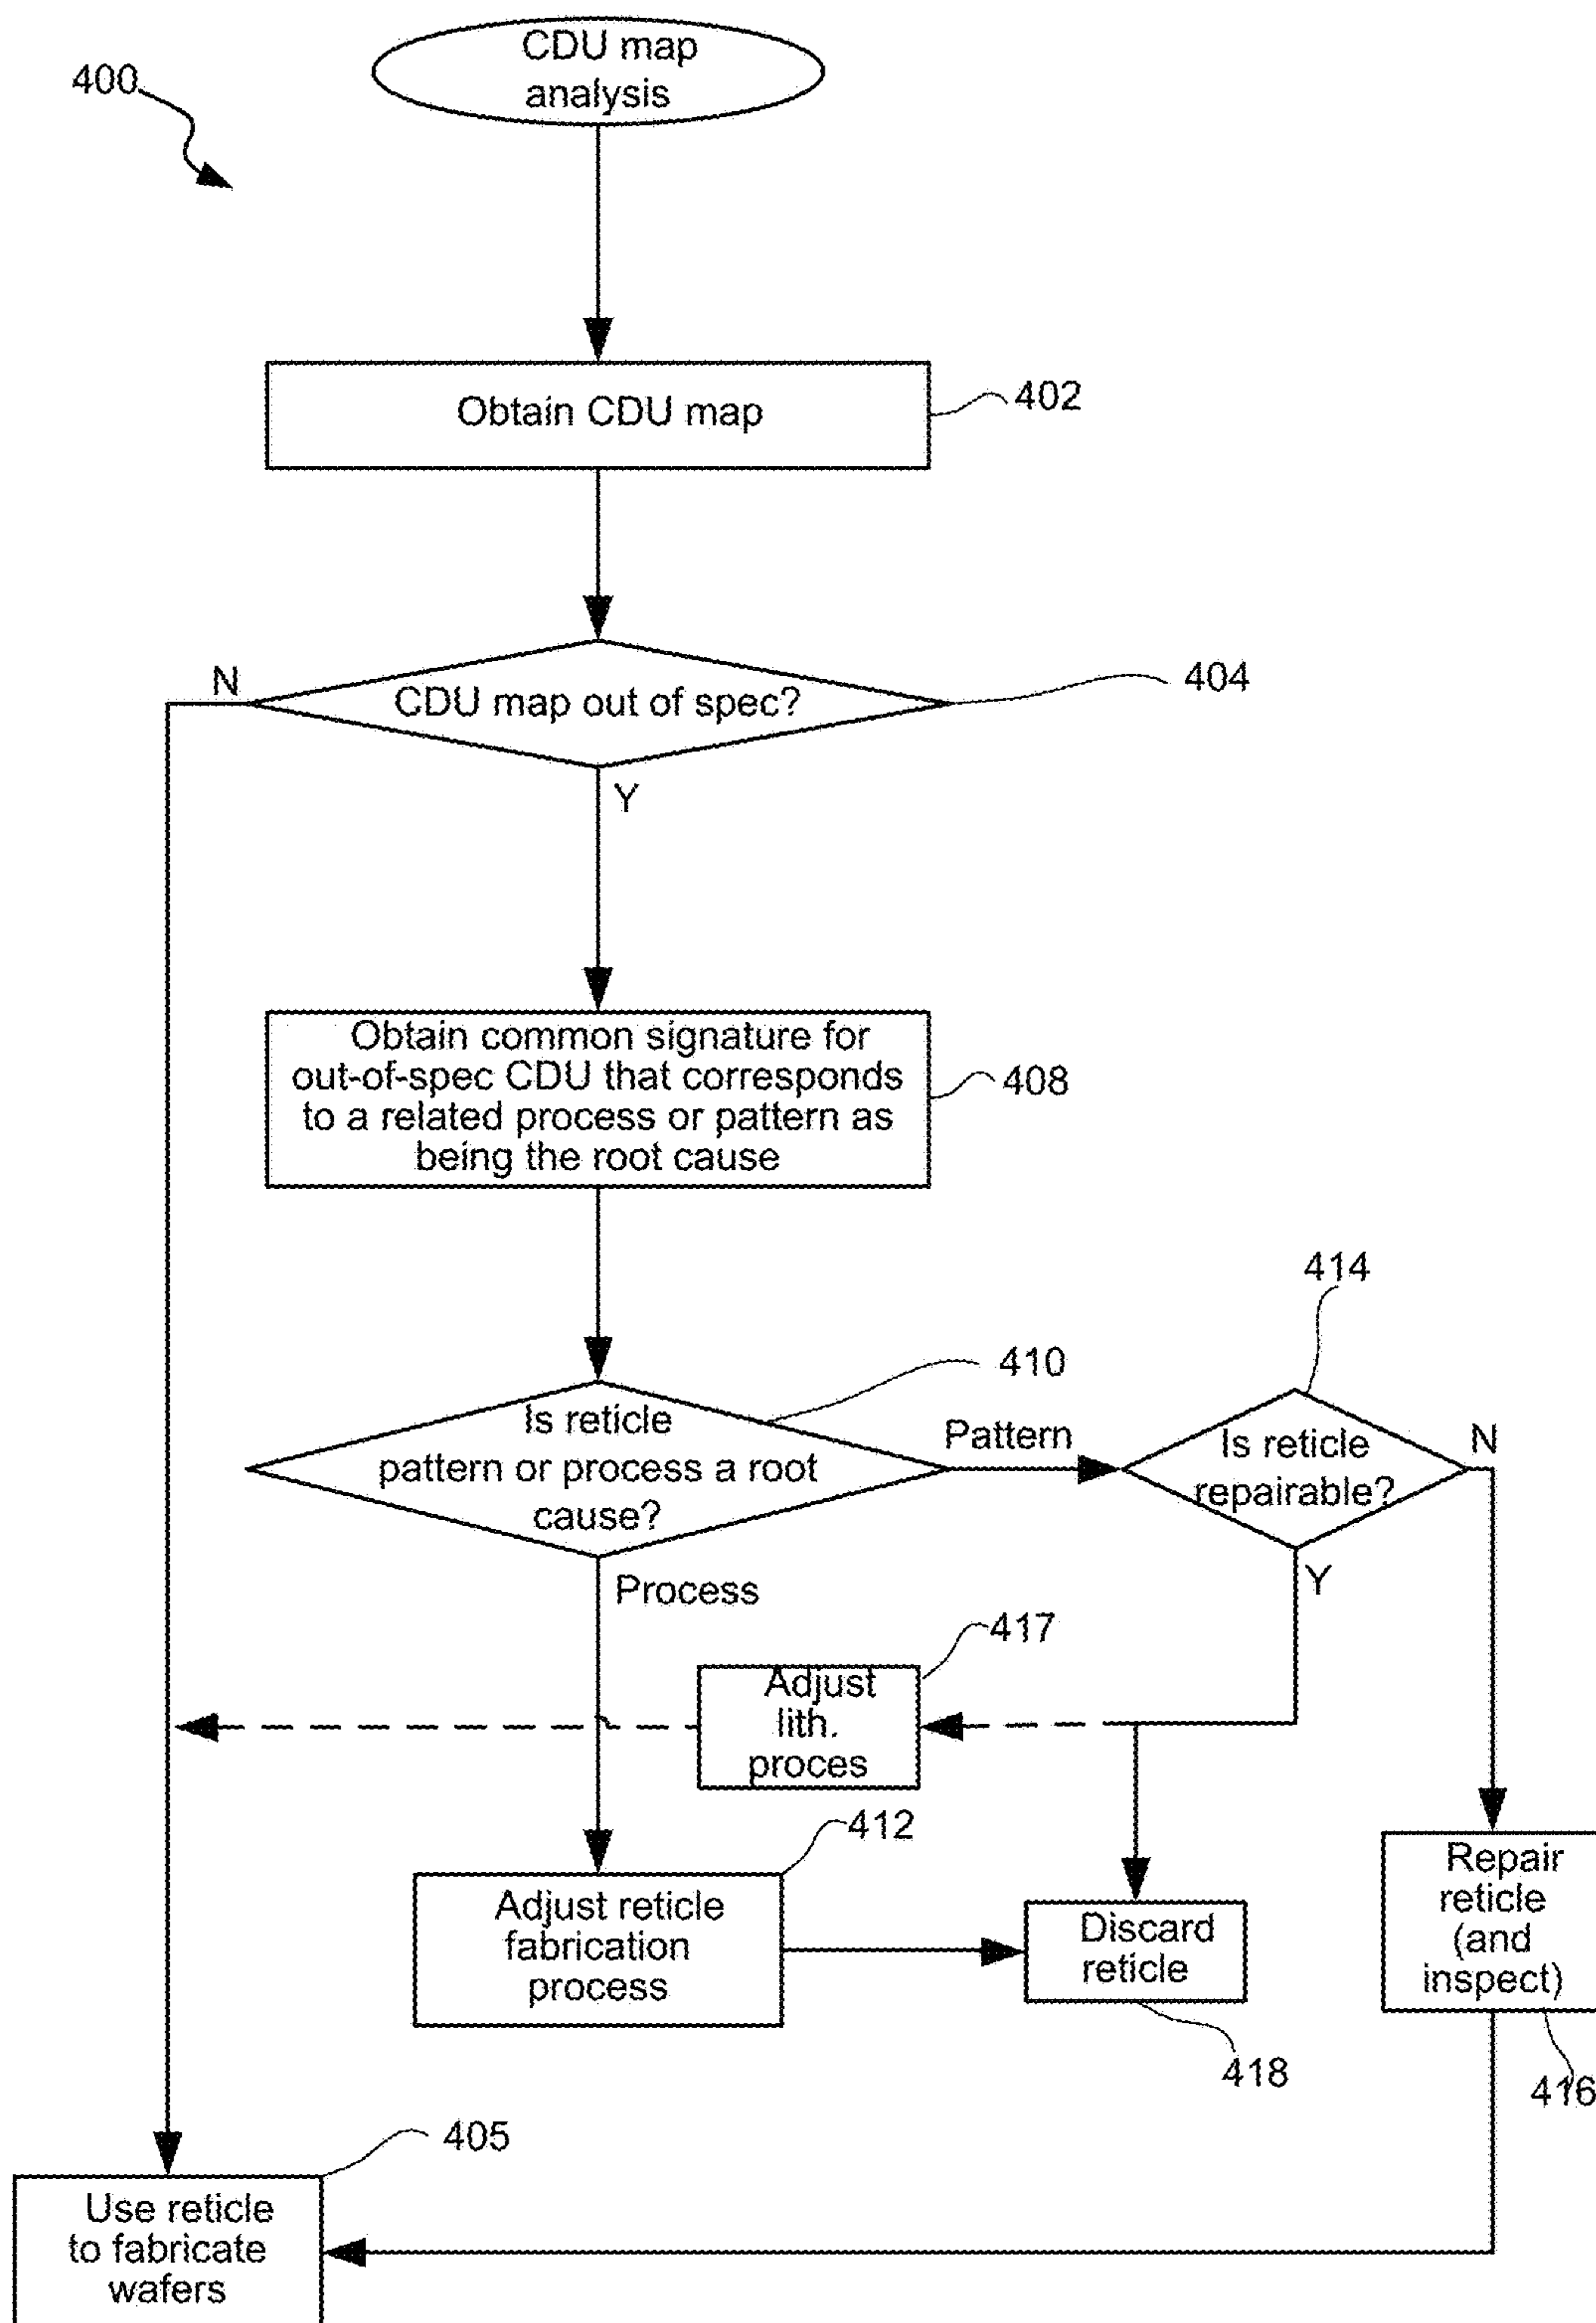 CDU map
analysis
400
Obtain CDU map
402
N
CDU map out of spec?
404
Y
Obtain common signature for
out-of-spec CDU that corresponds
to a related process or pattern as
being the root cause
408
414
410
Is reticle
pattern or process a root
cause?
Pattern
Is reticle
repairable?
N
Process
Y
417
Adjust
lith.
proces
412
Adjust reticle
fabrication
process
Discard
reticle
418
Repair
reticle
(and
inspect)
416
405
Use reticle
to fabricate
wafers